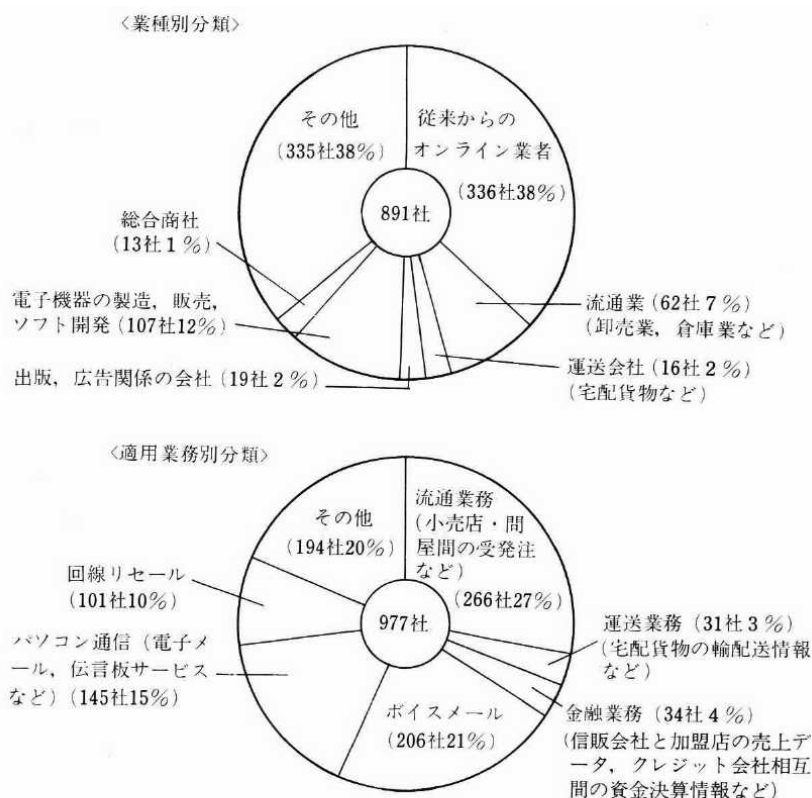 〈業種別分類〉
その他
(335社38%)
従来からの
オンライン業者
(336社38%)
891社
総合商社
(13社1%)
電子機器の製造，販売，
ソフト開発(107社12%)
出版，広告関係の会社(19社2%)
流通業(62社7%)
(卸売業，倉庫業など)
運送会社(16社2%)
(宅配貨物など)
〈適用業務別分類〉
その他
(194社20%)
流通業務
(小売店・問
屋間の受発注
など)
(266社27%)
977社
回線リセール
(101社10%)
パソコン通信(電子メ
ール，伝言板サービス
など)(145社15%)
ボイスメール
(206社21%)
運送業務(31社3%)
(宅配貨物の輸配送情報
など)
金融業務(34社4%)
(信販会社と加盟店の売上デ
ータ，クレジット会社相互
間の資金決算情報など)